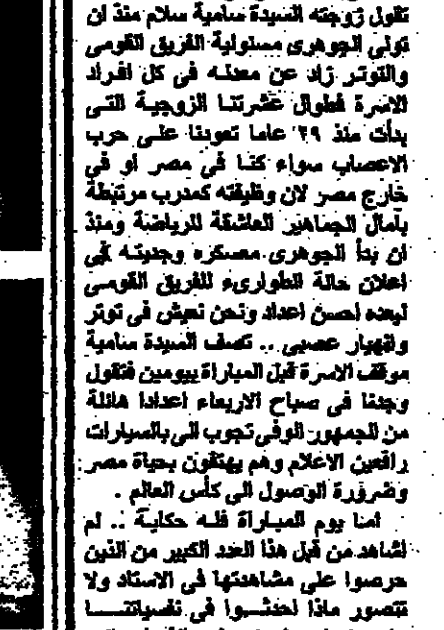 تقول زوجته السيدة سامية سلام منذ ان
تولى الجوهرى مسئولية الفريق القومى
والتوتر زاد عن معدله فى كل افراد
الاسرة فطوال عشرتنا الزوجية التى
بدأت منذ ٢٩ عاما تعودنا على حرب
الاعصاب سواء كنا فى مصر او فى
خارج مصر لان وظيفته كمدرب مرتبطة
بآمال الجماهير العاشقة للرياضة ومنذ
ان بدأ الجوهرى معسكره وجديته فى
اعلان حالة الطوارىء للفريق القومى
ليعده احسن اعداد ونحن نعيش فى توتر
وانهيار عصبى .. تصف السيدة سامية
موقف الاسرة قبل المباراة بيومين فتقول
وجدنا فى صباح الاربعاء اعدادا هائلة
من الجمهور الوفى تجوب الى بالسيارات
رافعين الاعلام وهم يهتفون بحياة مصر
وضرورة الوصول الى كأس العالم .
اما يوم المباراة فله حكاية .. لم
اشاهد من قبل هذا العدد الكبير من الذين
حرصوا على مشاهدتها فى الاستاد ولا
تتصور ماذا احدثوا فى نفسياتنا